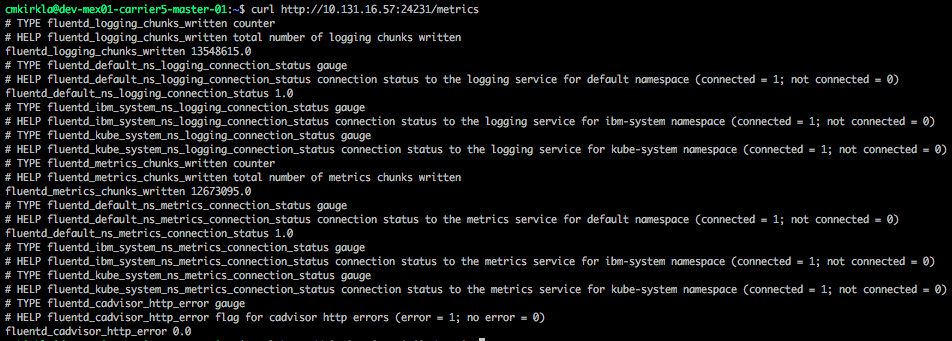 cmkirkla@dev-mex01-carrier5-master-01:~$ curl http://10.131.16.57:24231/metrics
# TYPE fluentd_logging_chunks_written counter
# HELP fluentd_logging_chunks_written total number of logging chunks written
fluentd_logging_chunks_written 13548615.0
# TYPE fluentd_default_ns_logging_connection_status gauge
# HELP fluentd_default_ns_logging_connection_status connection status to the logging service for default namespace (connected = 1; not connected = 0)
fluentd_default_ns_logging_connection_status 1.0
# TYPE fluentd_ibm_system_ns_logging_connection_status gauge
# HELP fluentd_ibm_system_ns_logging_connection_status connection status to the logging service for ibm-system namespace (connected = 1; not connected = 0)
# TYPE fluentd_kube_system_ns_logging_connection_status gauge
# HELP fluentd_kube_system_ns_logging_connection_status connection status to the logging service for kube-system namespace (connected = 1; not connected = 0)
# TYPE fluentd_metrics_chunks_written counter
# HELP fluentd_metrics_chunks_written total number of metrics chunks written
fluentd_metrics_chunks_written 12673095.0
# TYPE fluentd_default_ns_metrics_connection_status gauge
# HELP fluentd_default_ns_metrics_connection_status connection status to the metrics service for default namespace (connected = 1; not connected = 0)
fluentd_default_ns_metrics_connection_status 1.0
# TYPE fluentd_ibm_system_ns_metrics_connection_status gauge
# HELP fluentd_ibm_system_ns_metrics_connection_status connection status to the metrics service for ibm-system namespace (connected = 1; not connected = 0)
# TYPE fluentd_kube_system_ns_metrics_connection_status gauge
# HELP fluentd_kube_system_ns_metrics_connection_status connection status to the metrics service for kube-system namespace (connected = 1; not connected = 0)
# TYPE fluentd_cadvisor_http_error gauge
# HELP fluentd_cadvisor_http_error flag for cadvisor http errors (error = 1; no error = 0)
fluentd_cadvisor_http_error 0.0